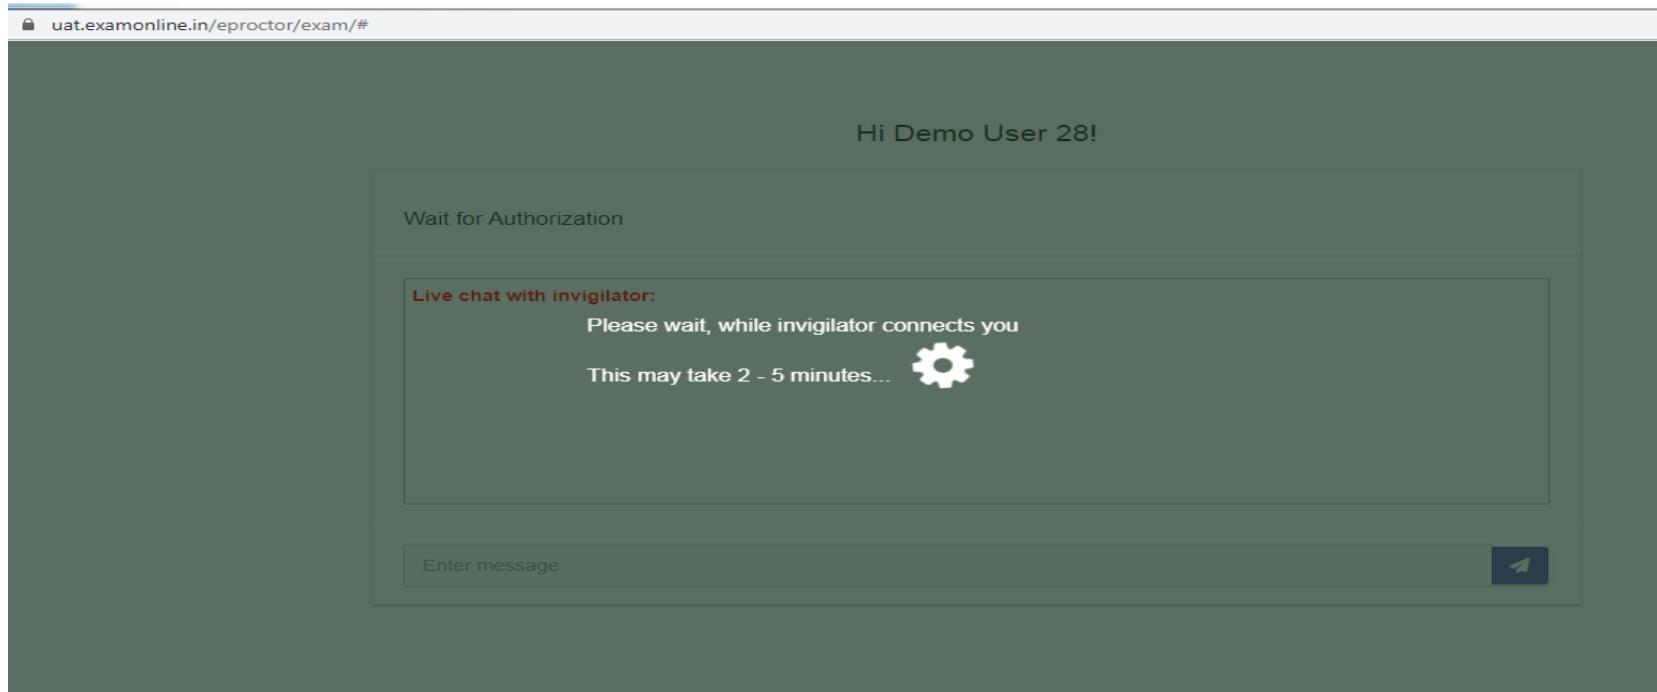 uat.examonline.in/eproctor/exam/#
Hi Demo User 28!
Wait for Authorization
Live chat with invigilator:
Please wait, while invigilator connects you
This may take 2 - 5 minutes...
Enter message